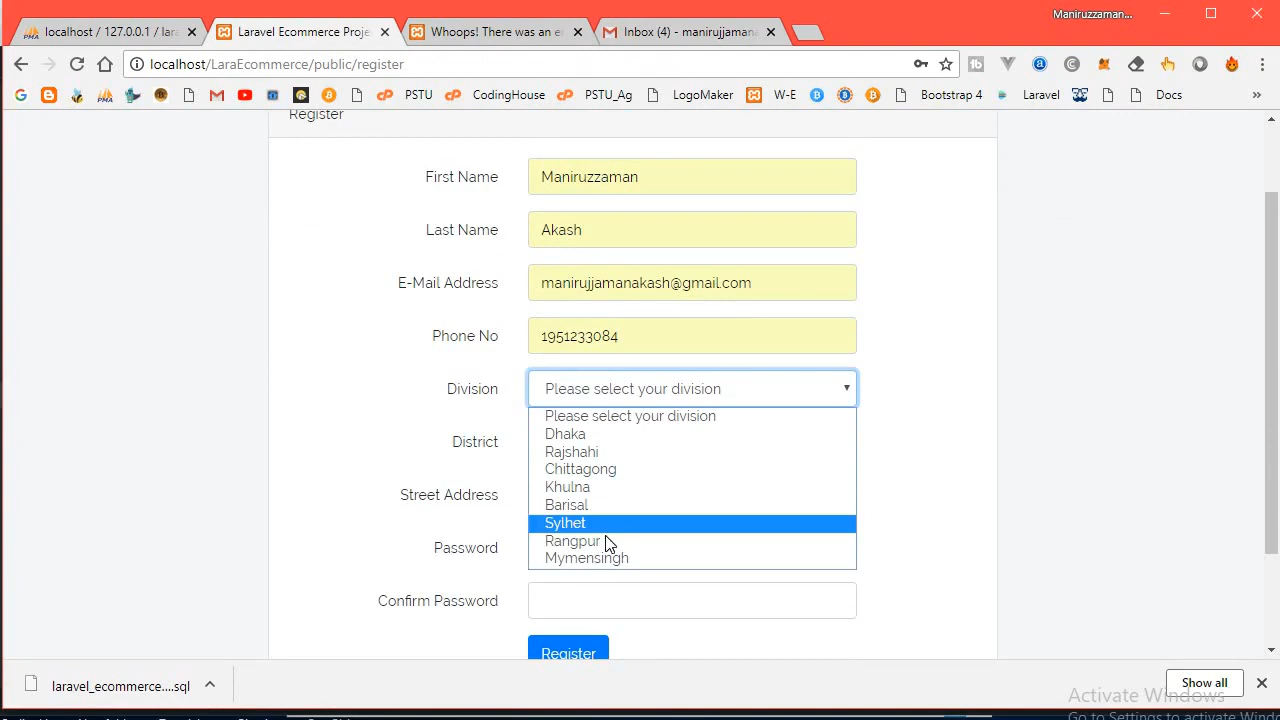 Maniruzzaman...
localhost / 127.0.0.1 / lara
Laravel Ecommerce Proje
Whoops! There was an e
Inbox (4) - manirujjamana
localhost/LaraEcommerce/public/register
PSTU
CodingHouse
PSTU_Ag
LogoMaker
W-E
Bootstrap 4
Laravel
Docs
»
Register
First Name
Maniruzzaman
Last Name
Akash
E-Mail Address
manirujjamanakash@gmail.com
Phone No
1951233084
Division
Please select your division
Please select your division
Dhaka
Rajshahi
Chittagong
Khulna
Barisal
Sylhet
Rangpur
Mymensingh
District
Street Address
Password
Confirm Password
Register
laravel_ecommerce....sql
Show all
Activate Windows
Go to Settings to activate Wind